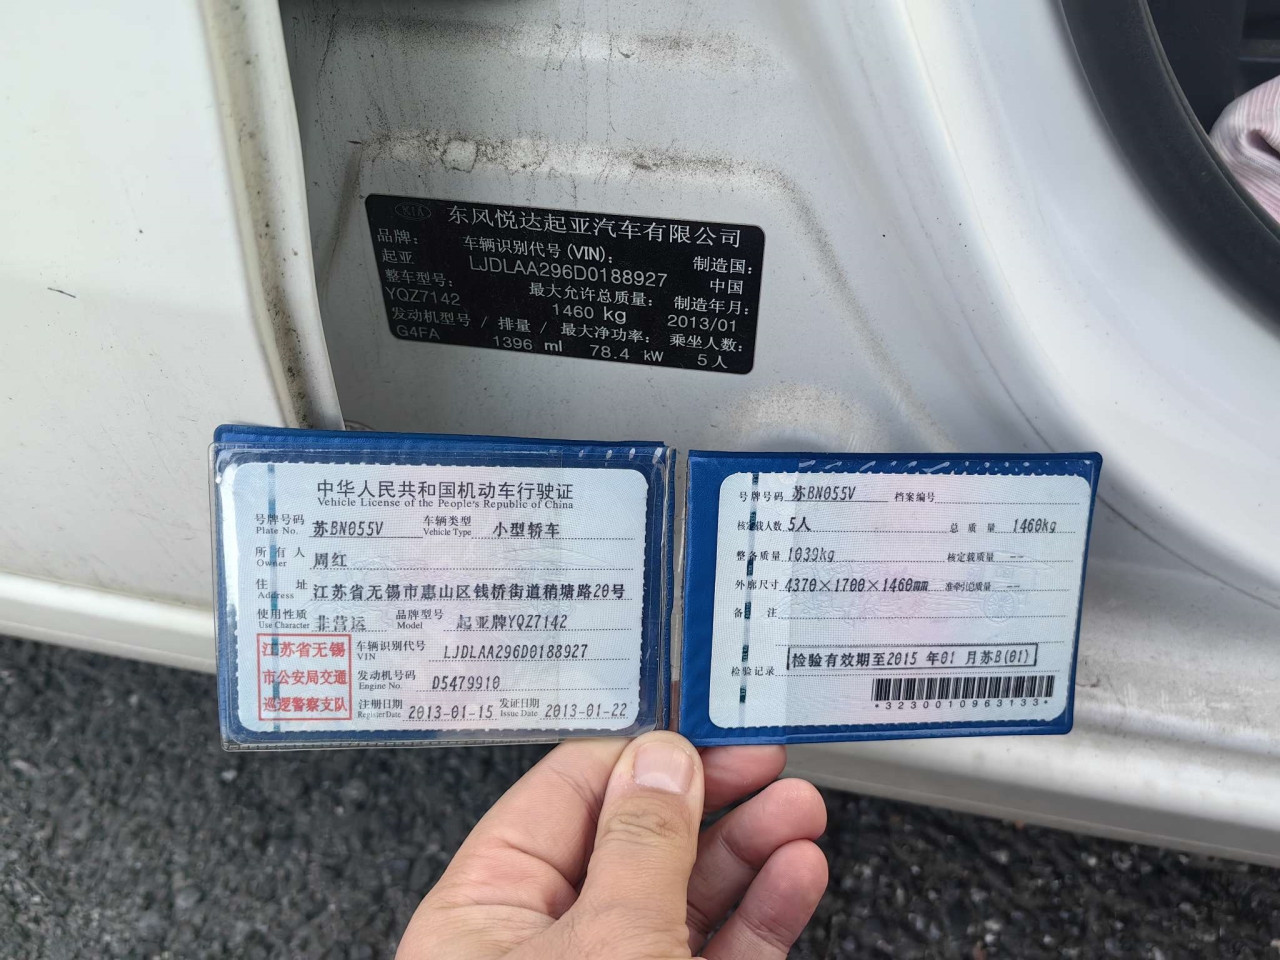 KIA 东风悦达起亚汽车有限公司
品牌： 车辆识别代号(VIN)： 制造国：
起亚 LJDLAA296D0188927 中国
整车型号： 最大允许总质量： 制造年月：
YQZ7142 1460 kg 2013/01
发动机型号 / 排量 / 最大净功率： 乘坐人数：
G4FA 1396 ml 78.4 kW 5人
中华人民共和国机动车行驶证
Vehicle License of the People's Republic of China
号牌号码 苏BN055V 车辆类型 小型轿车
Plate No. Vehicle Type
所有人 周红
Owner
住址 江苏省无锡市惠山区钱桥街道稍塘路20号
Address
使用性质 非营运 品牌型号 起亚牌YQZ7142
Use Character Model
江苏省无锡
市公安局交通
巡逻警察支队
车辆识别代号 LJDLAA296D0188927
VIN
发动机号码 D5479910
Engine No.
注册日期 2013-01-15 发证日期 2013-01-22
Register Date Issue Date
号牌号码 苏BN055V 档案编号
核定载人数 5人 总质量 1460kg
整备质量 1039kg 核定载质量 --
外廓尺寸 4370×1700×1460mm 准牵引总质量 --
备注
检验记录 检验有效期至2015 年01 月苏B(01)
*3230010963133*